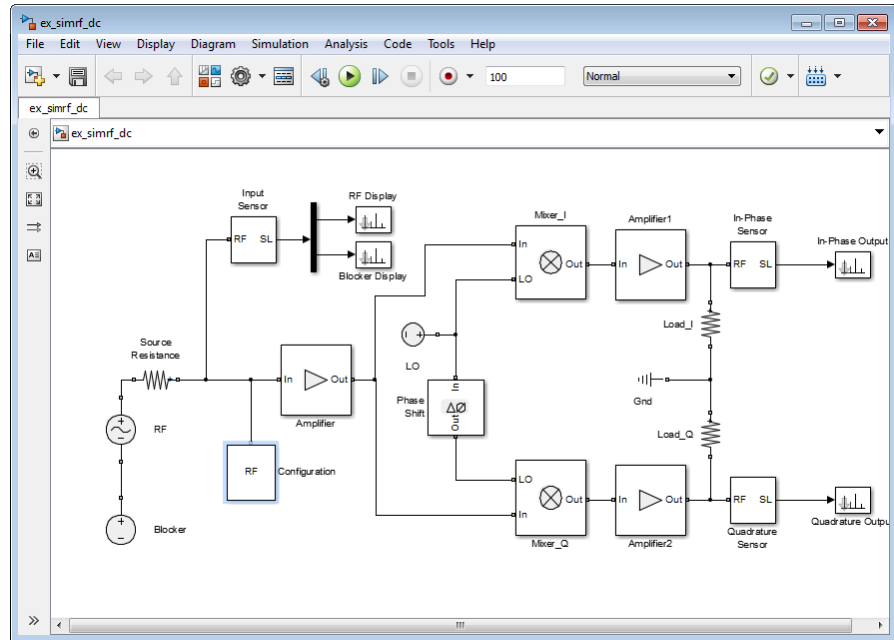 ex_simrf_dc
File Edit View Display Diagram Simulation Analysis Code Tools Help
100
Normal
ex_simrf_dc
ex_simrf_dc
Input
Sensor
RF SL
RF Display
Blocker Display
Mixer_I
In
LO
Out
Amplifier1
In Out
In-Phase
Sensor
RF SL
In-Phase Output
Load_I
LO
Source
Resistance
In Out
Amplifier
Phase
Shift
In
ΔØ
Out
Gnd
RF
RF
Configuration
Load_Q
LO
In
Out
Mixer_Q
In Out
Amplifier2
RF SL
Quadrature
Sensor
Quadrature Outpu
Blocker